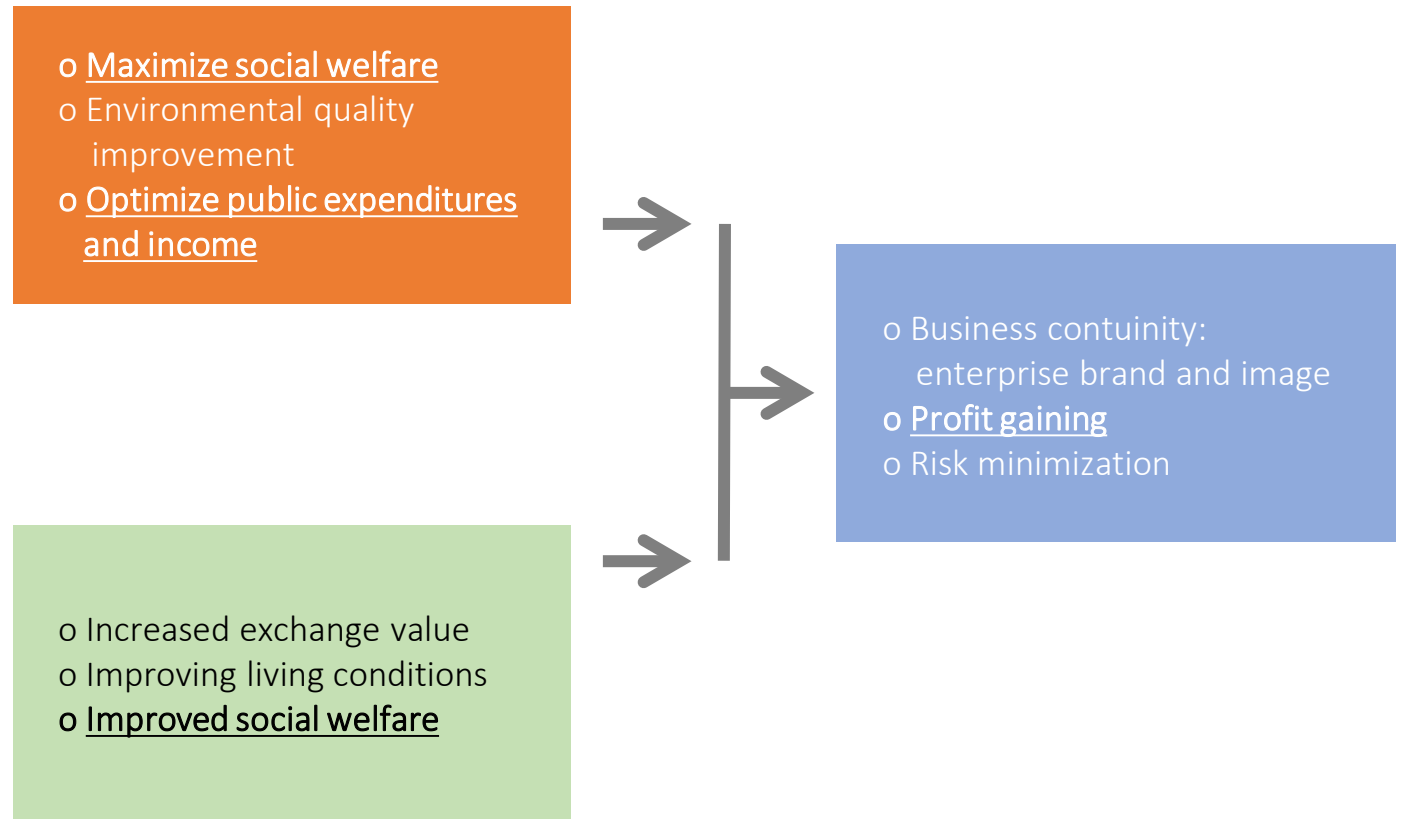 o Maximize social welfare
o Environmental quality
improvement
o Optimize public expenditures
and income
o Business contuinity:
enterprise brand and image
o Profit gaining
o Risk minimization
o Increased exchange value
o Improving living conditions
o Improved social welfare